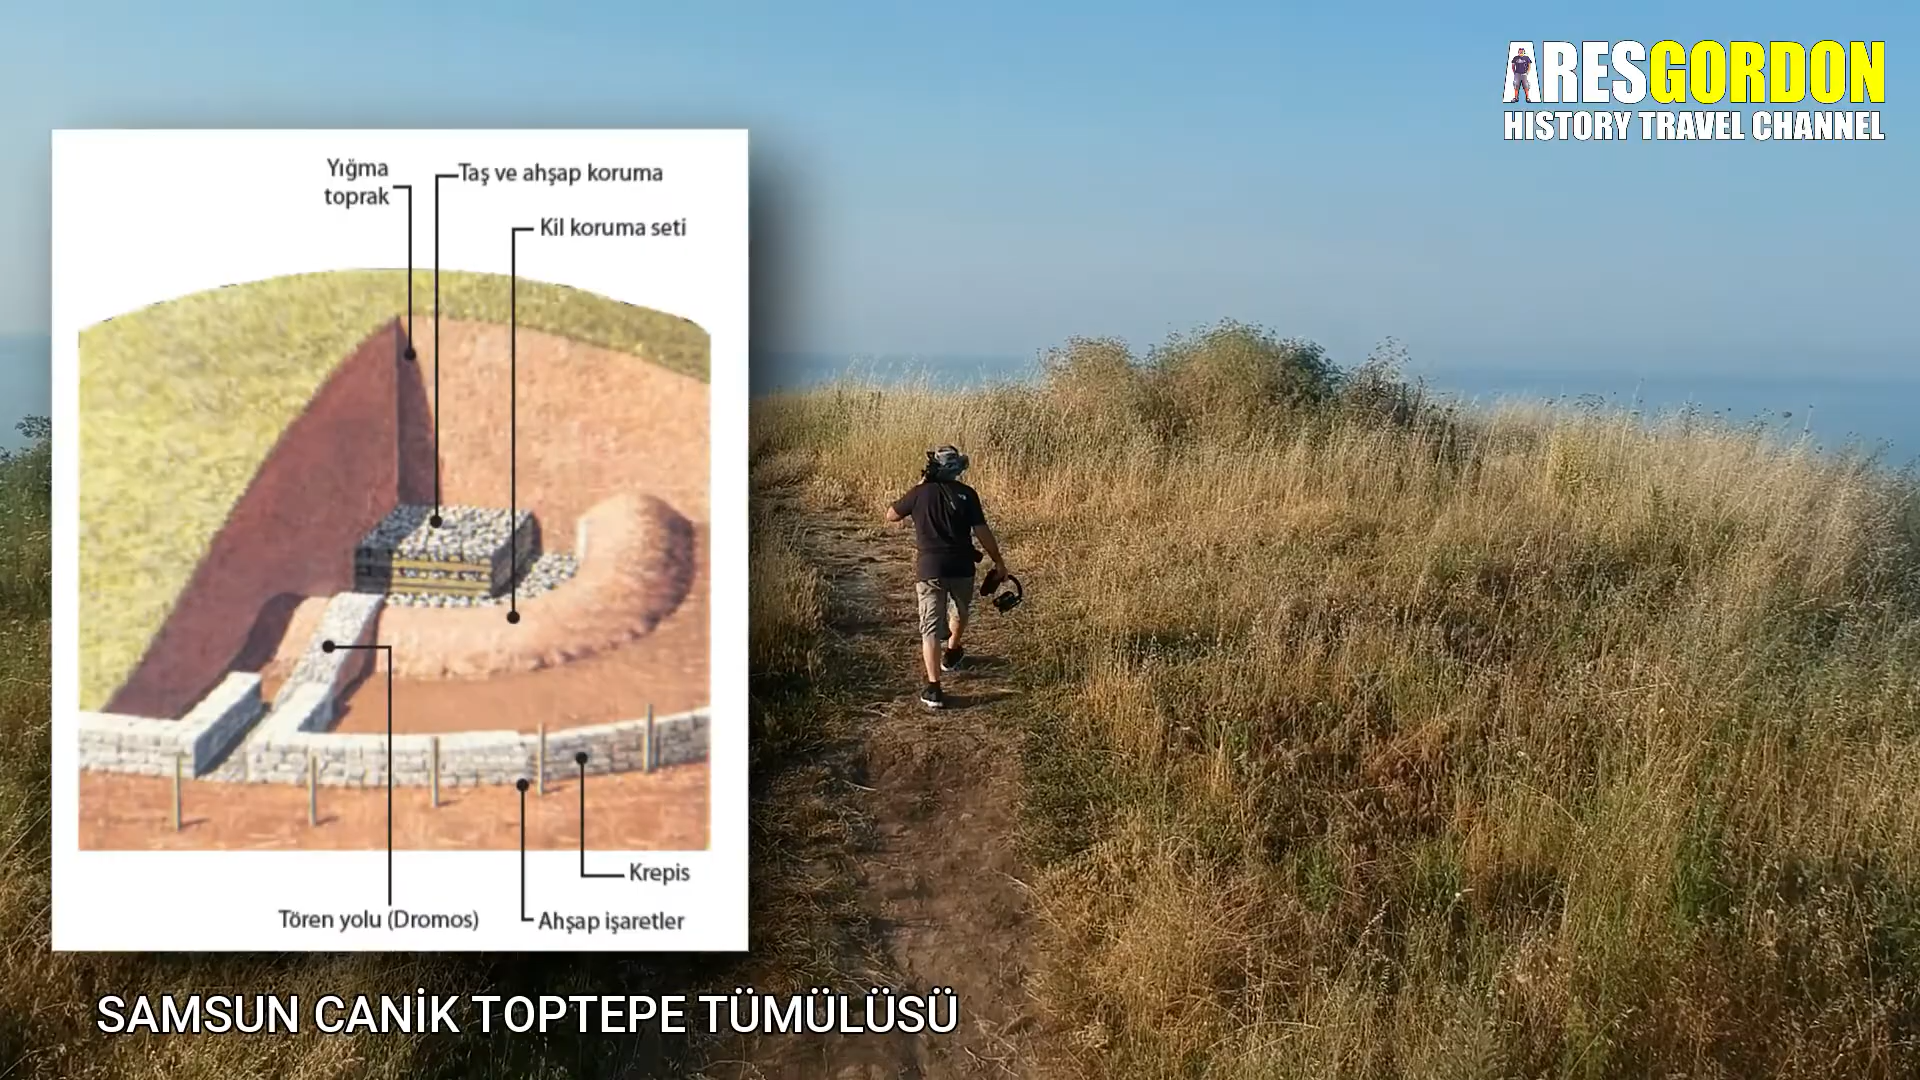 ARESGORDON
HISTORY TRAVEL CHANNEL
Yığma
toprak
Taş ve ahşap koruma
Kil koruma seti
Krepis
Tören yolu (Dromos)
Ahşap işaretler
SAMSUN CANİK TOPTEPE TÜMÜLÜSÜ